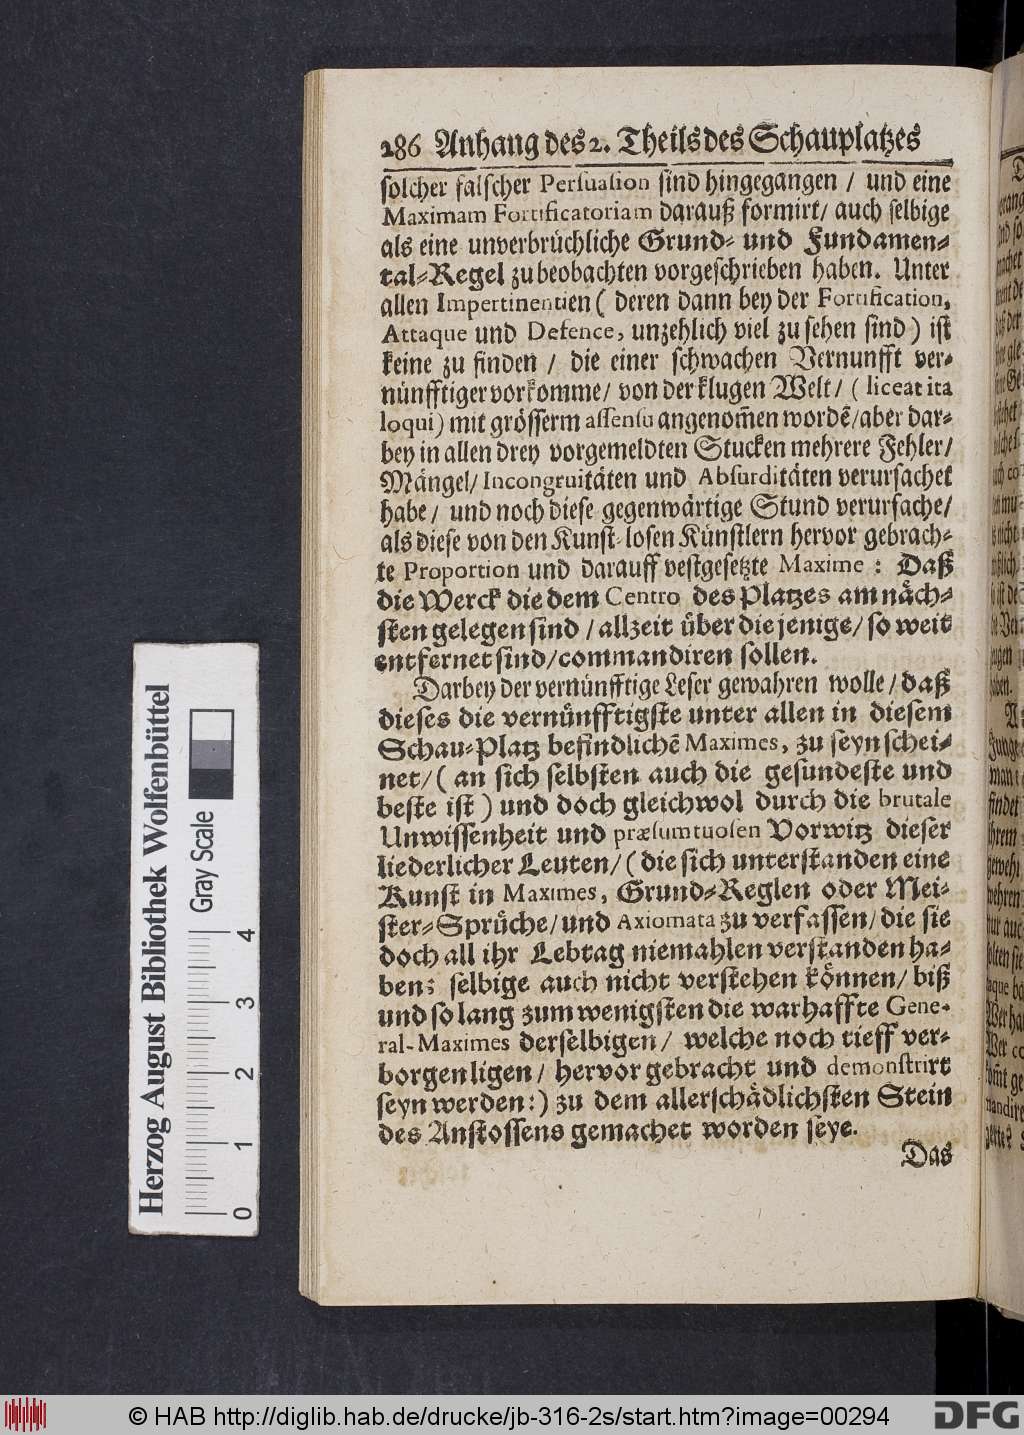 286 Anhang des 2. Theils des Schauplatzes
solcher falscher Persuasion sind hingegangen / und eine
Maximam Fortificatoriam darauß formirt/ auch selbige
als eine unverbrüchliche Grund- und Fundamen-
tal-Regel zu beobachten vorgeschrieben haben. Unter
allen Impertinentien ( deren dann bey der Fortification,
Attaque und Defence, unzehlich viel zu sehen sind ) ist
keine zu finden / die einer schwachen Vernunfft ver-
nünfftiger vorkomme/ von der klugen Welt/ ( liceat ita
loqui) mit grösserm assensu angenom̃en wordẽ/aber dar-
bey in allen drey vorgemeldten Stucken mehrere Fehler/
Mängel/ Incongruitäten und Absurditäten verursachet
habe / und noch diese gegenwärtige Stund verursache/
als diese von den Kunst-losen Künstlern hervor gebrach-
te Proportion und darauff vestgesetzte Maxime : Daß
die Werck die dem Centro des Platzes am näch-
sten gelegen sind / allzeit über die jenige/ so weit
entfernet sind/commandiren sollen.
Darbey der vernünfftige Leser gewahren wolle/ daß
dieses die vernünfftigste unter allen in diesem
Schau-Platz befindlichẽ Maximes, zu seyn schei-
net/ ( an sich selbsten auch die gesundeste und
beste ist ) und doch gleichwol durch die brutale
Unwissenheit und præsumtuosen Vorwitz dieser
liederlicher Leuten/ ( die sich unterstanden eine
Kunst in Maximes, Grund-Reglen oder Mei-
ster-Sprüche/ und Axiomata zu verfassen/ die sie
doch all ihr Lebtag niemahlen verstanden ha-
ben; selbige auch nicht verstehen können/ biß
und so lang zum wenigsten die warhaffte Gene-
ral-Maximes derselbigen / welche noch tieff ver-
borgen ligen / hervor gebracht und demonstrirt
seyn werden:) zu dem allerschädlichsten Stein
des Anstossens gemachet worden seye.
Das
Herzog August Bibliothek Wolfenbüttel
Gray Scale
0 1 2 3 4
© HAB http://diglib.hab.de/drucke/jb-316-2s/start.htm?image=00294
DFG